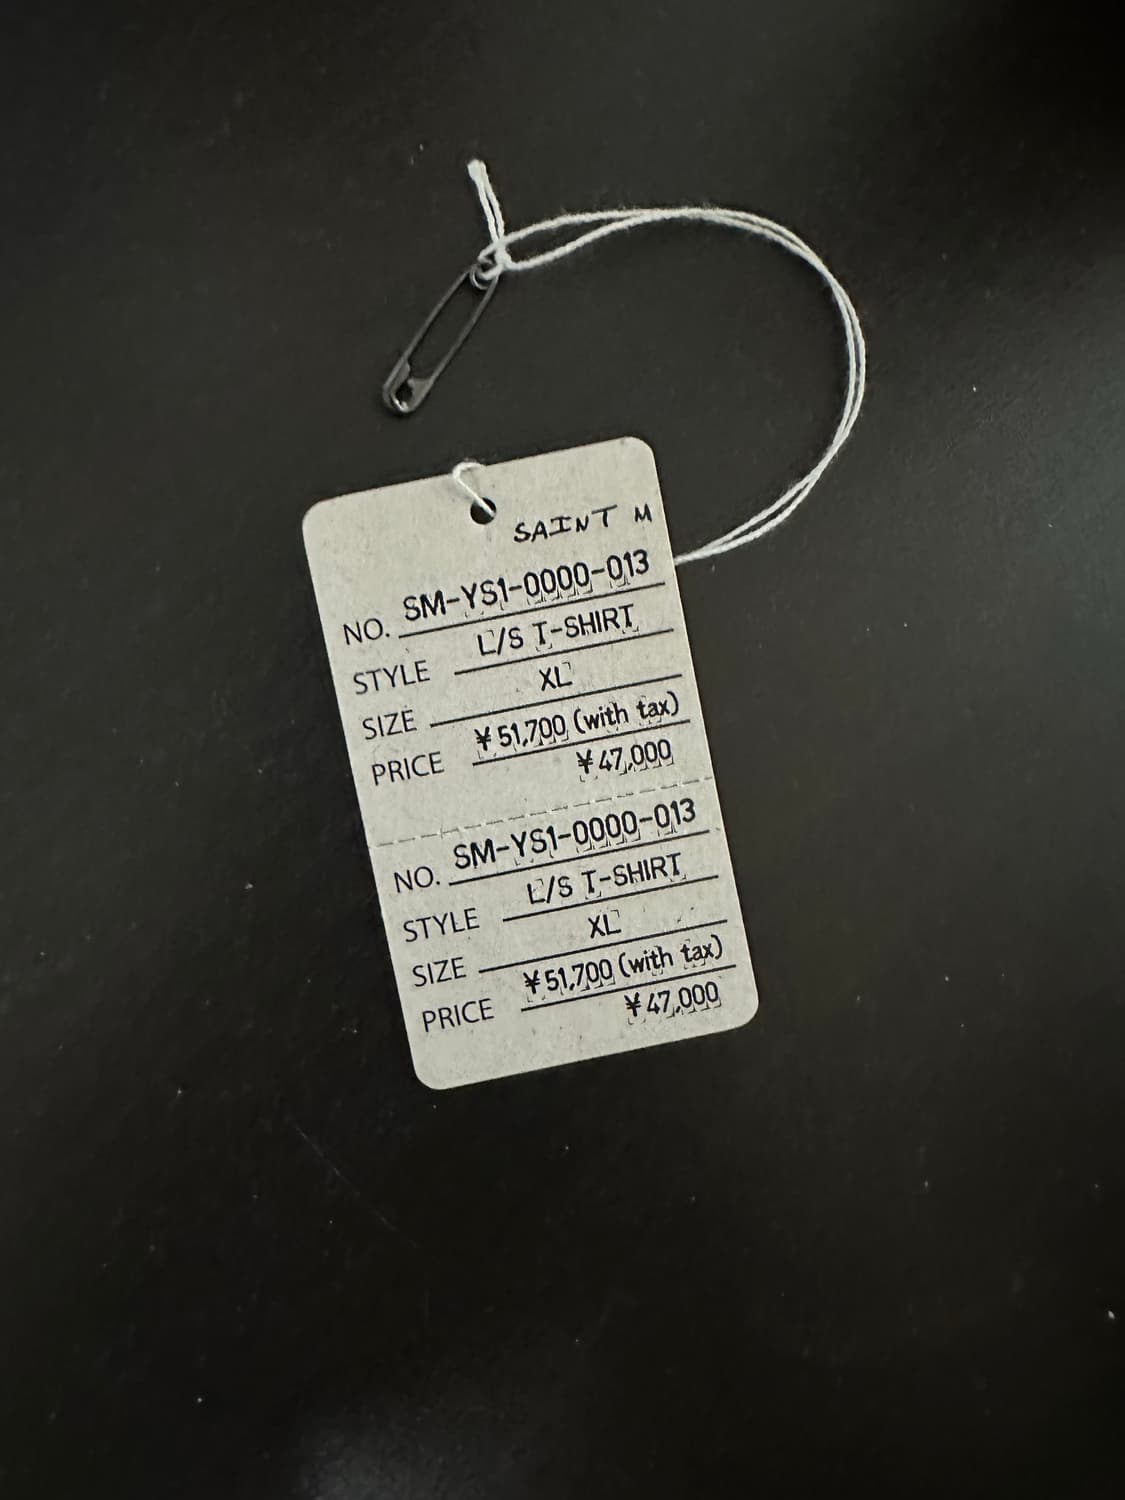 SAINT M
NO. SM-YS1-0000-013
STYLE L/S T-SHIRT
SIZE XL
PRICE ¥51,700 (with tax)
¥47,000
NO. SM-YS1-0000-013
STYLE L/S T-SHIRT
SIZE XL
PRICE ¥51,700 (with tax)
¥47,000